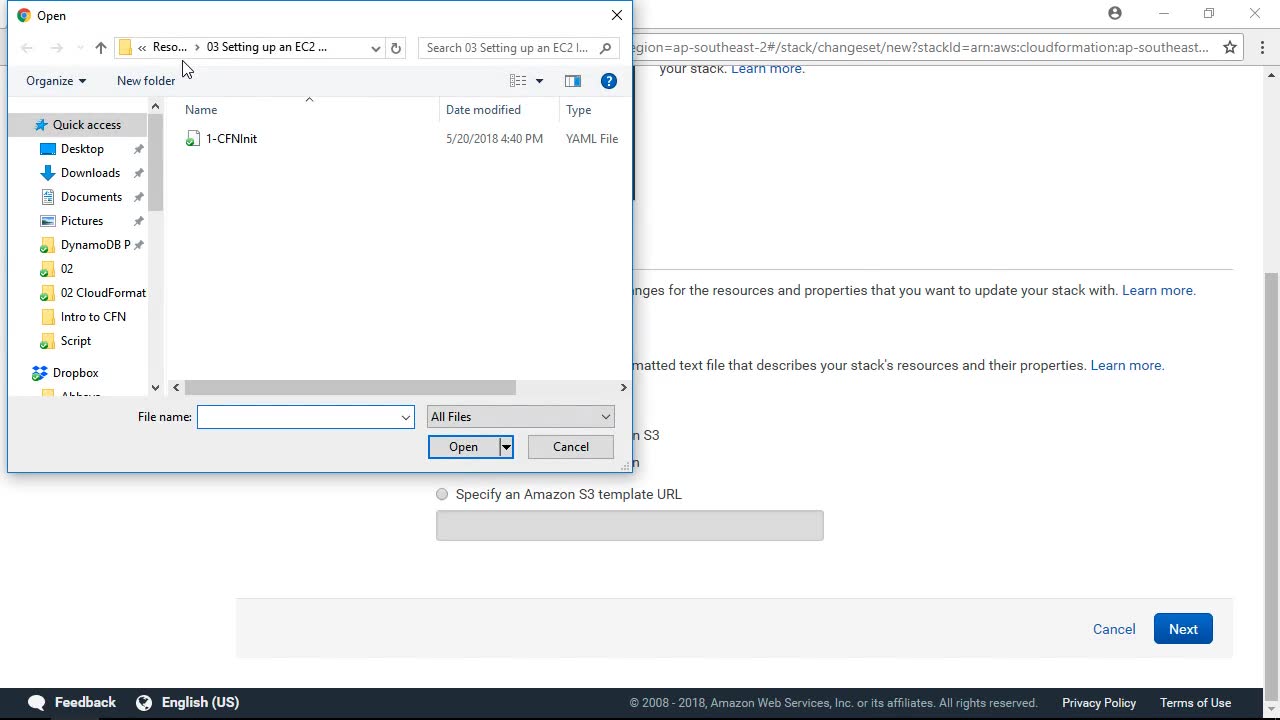 Open
« Reso... › 03 Setting up an EC2 ...
Search 03 Setting up an EC2 I...
egion=ap-southeast-2#/stack/changeset/new?stackId=arn:aws:cloudformation:ap-southeast...
your stack. Learn more.
Organize
New folder
Name
Date modified
Type
Quick access
1-CFNInit
5/20/2018 4:40 PM
YAML File
Desktop
Downloads
Documents
Pictures
DynamoDB P
02
02 CloudFormat
Intro to CFN
Script
Dropbox
nges for the resources and properties that you want to update your stack with. Learn more.
matted text file that describes your stack's resources and their properties. Learn more.
File name:
All Files
Open
Cancel
n S3
n
Specify an Amazon S3 template URL
Cancel
Next
Feedback
English (US)
© 2008 - 2018, Amazon Web Services, Inc. or its affiliates. All rights reserved.
Privacy Policy
Terms of Use